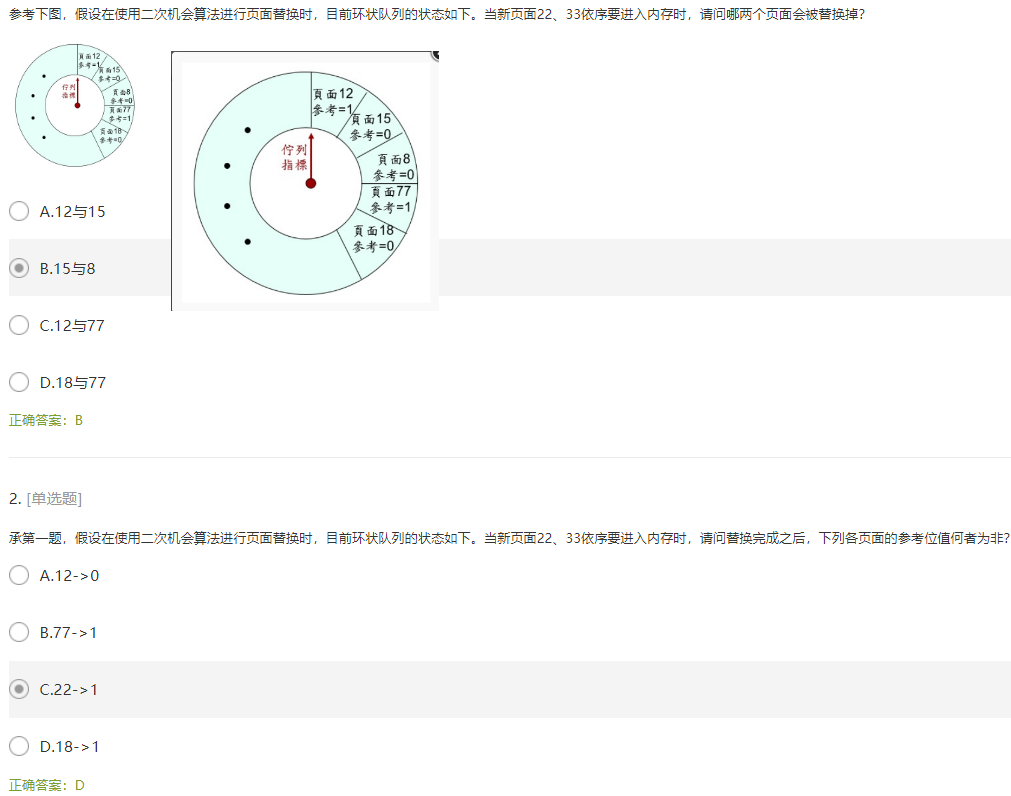 参考下图，假设在使用二次机会算法进行页面替换时，目前环状队列的状态如下。当新页面22、33依序要进入内存时，请问哪两个页面会被替换掉?
頁面12
參考=1
頁面15
參考=0
頁面8
參考=0
頁面77
參考=1
頁面18
參考=0
佇列
指標
頁面12
參考=1
頁面15
參考=0
頁面8
參考=0
頁面77
參考=1
頁面18
參考=0
佇列
指標
A.12与15
B.15与8
C.12与77
D.18与77
正确答案：B
2. [单选题]
承第一题，假设在使用二次机会算法进行页面替换时，目前环状队列的状态如下。当新页面22、33依序要进入内存时，请问替换完成之后，下列各页面的参考位值何者为非?
A.12->0
B.77->1
C.22->1
D.18->1
正确答案：D